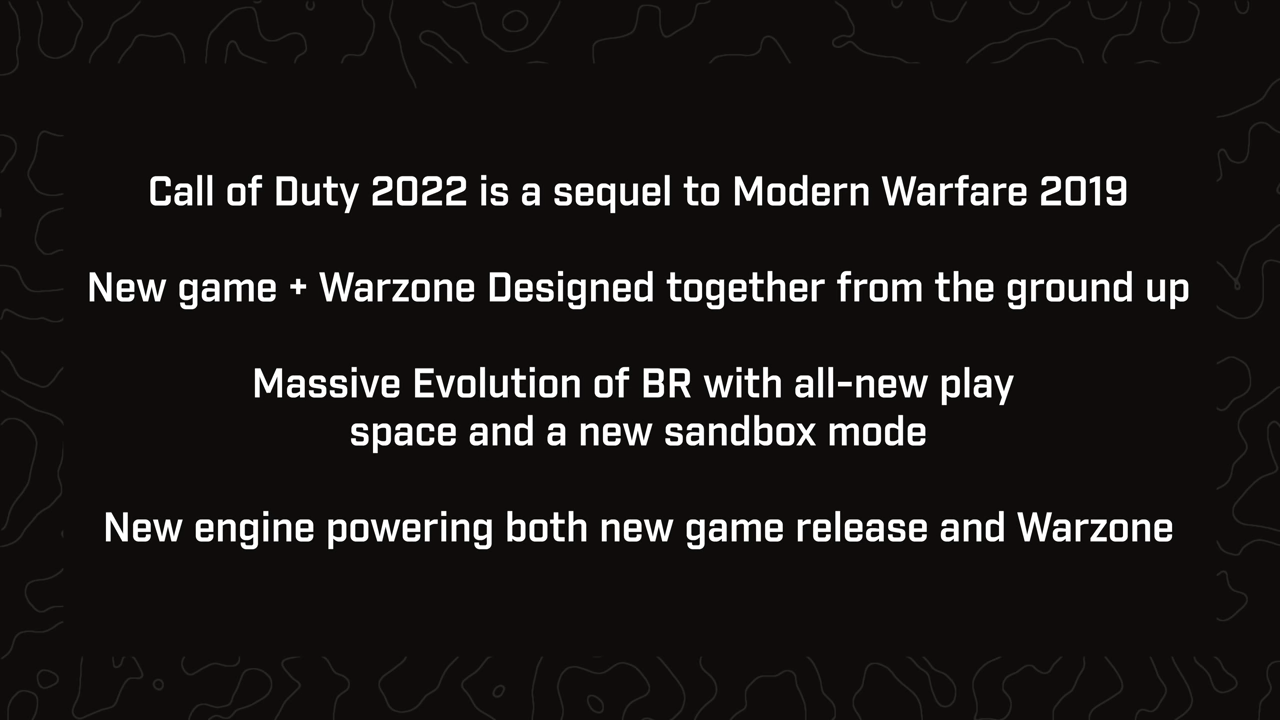 Call of Duty 2022 is a sequel to Modern Warfare 2019
New game + Warzone Designed together from the ground up
Massive Evolution of BR with all-new play
space and a new sandbox mode
New engine powering both new game release and Warzone